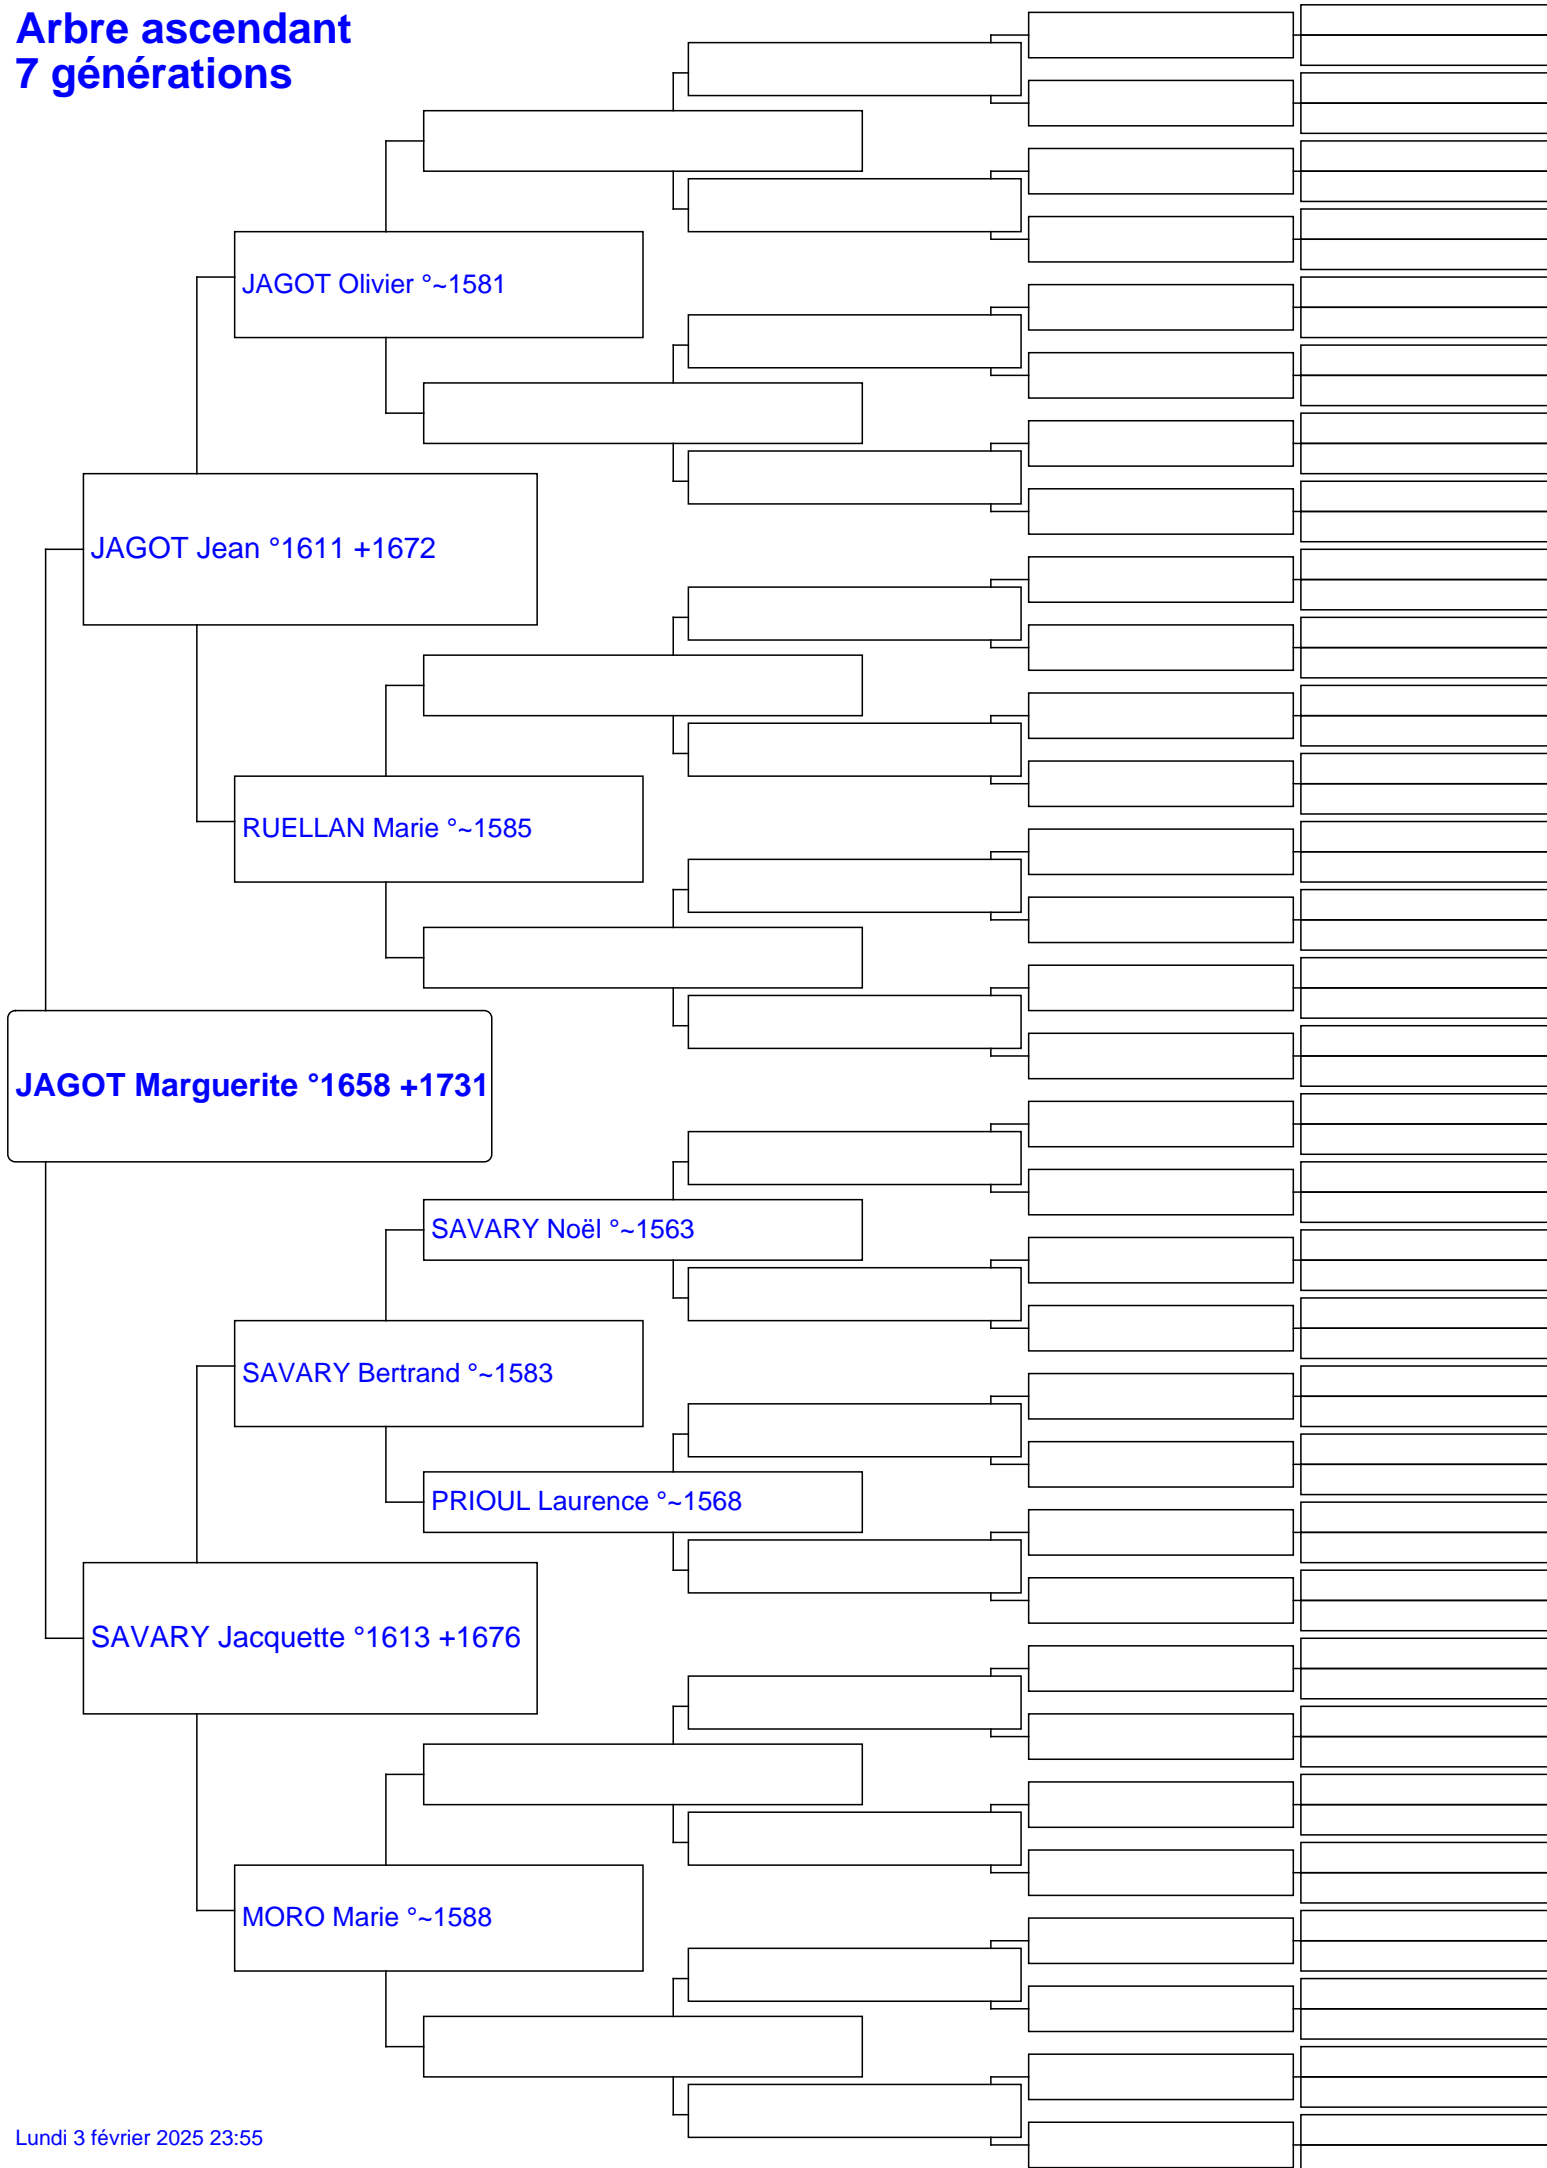 Arbre ascendant
7 générations
JAGOT Olivier °~1581
JAGOT Jean °1611 +1672
RUELLAN Marie °~1585
JAGOT Marguerite °1658 +1731
SAVARY Noël °~1563
SAVARY Bertrand °~1583
PRIOUL Laurence °~1568
SAVARY Jacquette °1613 +1676
MORO Marie °~1588
Lundi 3 février 2025 23:55